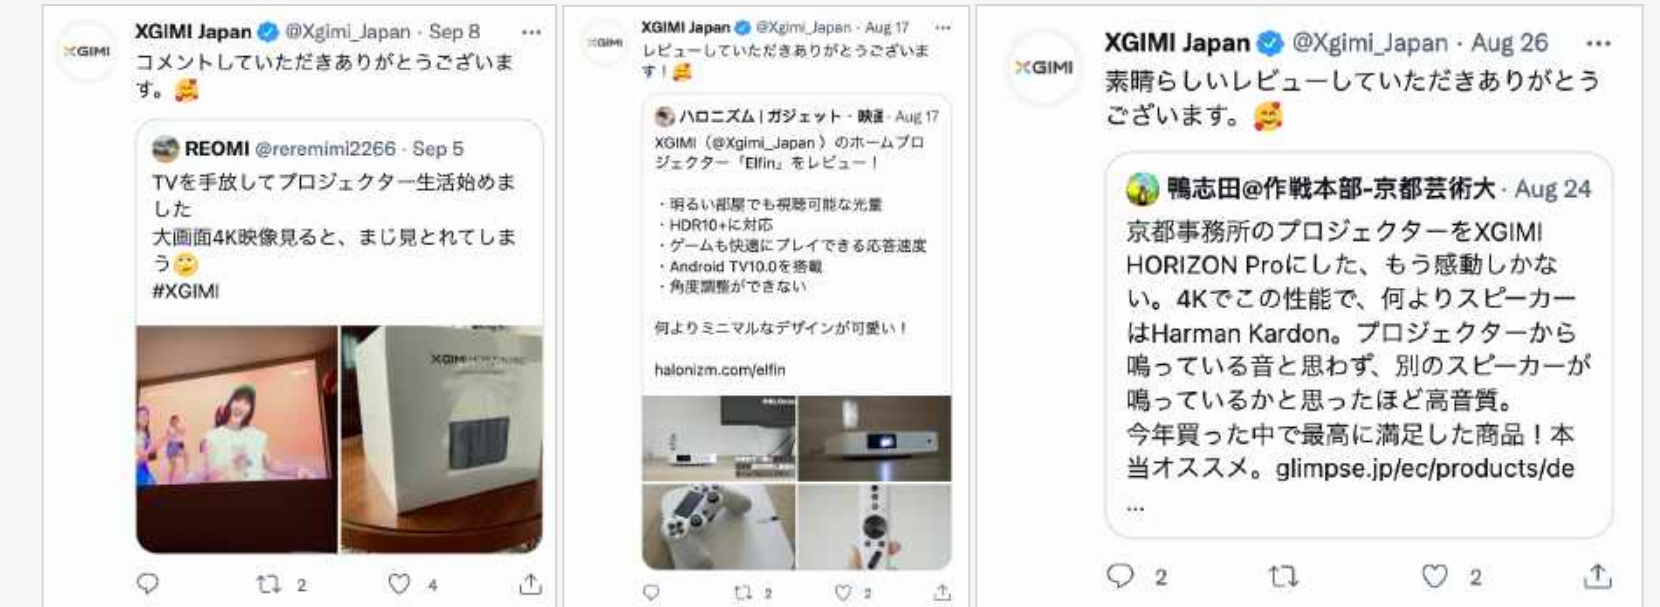 XGIMI
XGIMI Japan @Xgimi_Japan · Sep 8
コメントしていただきありがとうございま
す。🥰
REOMI @reremimi2266 · Sep 5
TVを手放してプロジェクター生活始めま
した
大画面4K映像見ると、まじ見とれてしま
う🙄
#XGIMI
XGIMI
2
4
XGIMI
XGIMI Japan @Xgimi_Japan · Aug 17
レビューしていただきありがとうございま
す！🥰
ハロニズム | ガジェット・映画 · Aug 17
XGIMI（@Xgimi_Japan ）のホームプロ
ジェクター「Elfin」をレビュー！
・明るい部屋でも視聴可能な光量
・HDR10+に対応
・ゲームも快適にプレイできる応答速度
・Android TV10.0を搭載
・角度調整ができない
何よりミニマルなデザインが可愛い！
halonizm.com/elfin
2
2
XGIMI
XGIMI Japan @Xgimi_Japan · Aug 26
素晴らしいレビューしていただきありがとう
ございます。🥰
鴨志田@作戦本部-京都芸術大 · Aug 24
京都事務所のプロジェクターをXGIMI
HORIZON Proにした、もう感動しかな
い。4Kでこの性能で、何よりスピーカー
はHarman Kardon。プロジェクターから
鳴っている音と思わず、別のスピーカーが
鳴っているかと思ったほど高音質。
今年買った中で最高に満足した商品！本
当オススメ。glimpse.jp/ec/products/de
...
2
2